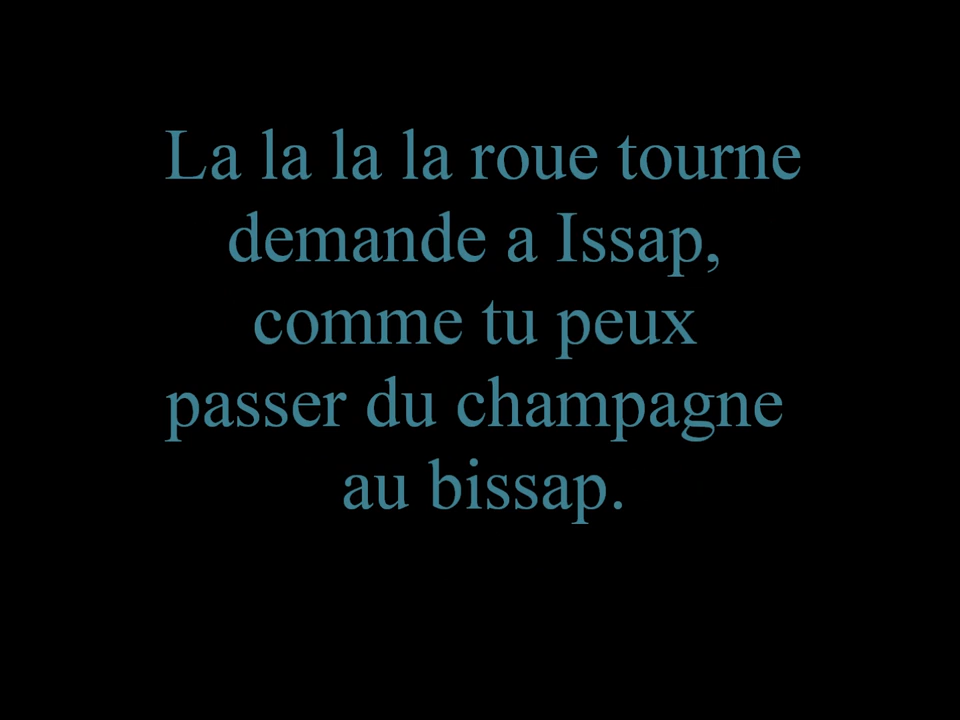 La la la la roue tourne
demande a Issap,
comme tu peux
passer du champagne
au bissap.